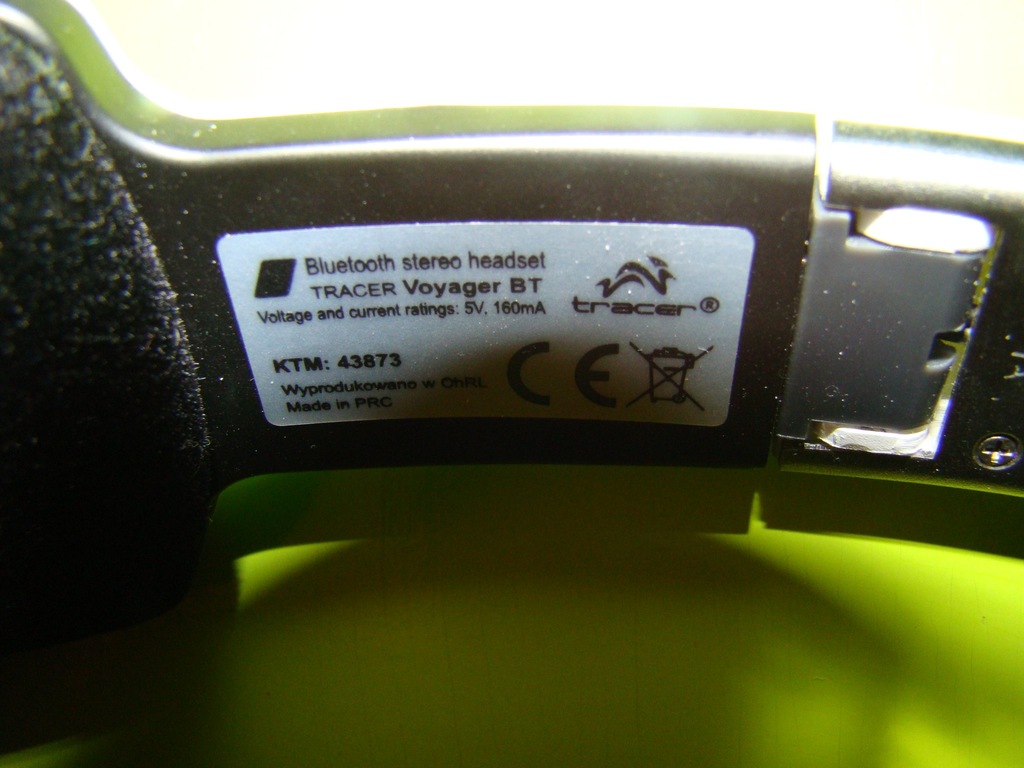 Bluetooth stereo headset
TRACER Voyager BT
Voltage and current ratings: 5V, 160mA
tracer®
KTM: 43873
Wyprodukowano w ChRL
Made in PRC
CE